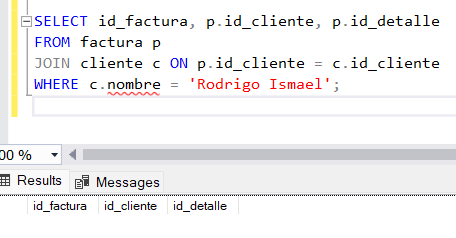 SELECT id_factura, p.id_cliente, p.id_detalle
FROM factura p
JOIN cliente c ON p.id_cliente = c.id_cliente
WHERE c.nombre = 'Rodrigo Ismael';
00 %
Results Messages
id_factura id_cliente id_detalle